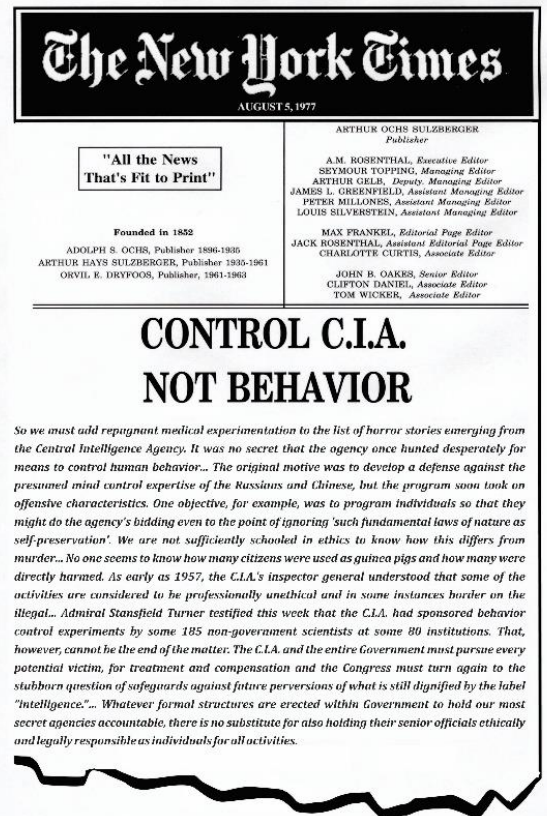 The New York Times
AUGUST 5, 1977
"All the News
That's Fit to Print"
Founded in 1852
ADOLPH S. OCHS, Publisher 1896-1935
ARTHUR HAYS SULZBERGER, Publisher 1935-1961
ORVIL E. DRYFOOS, Publisher, 1961-1963
ARTHUR OCHS SULZBERGER
Publisher
A.M. ROSENTHAL, Executive Editor
SEYMOUR TOPPING, Managing Editor
ARTHUR GELB, Deputy. Managing Editor
JAMES L. GREENFIELD, Assistant Managing Editor
PETER MILLONES, Assistant Managing Editor
LOUIS SILVERSTEIN, Assistant Managing Editor
MAX FRANKEL, Editorial Page Editor
JACK ROSENTHAL, Assistant Editorial Page Editor
CHARLOTTE CURTIS, Associate Editor
JOHN B. OAKES, Senior Editor
CLIFTON DANIEL, Associate Editor
TOM WICKER, Associate Editor
CONTROL C.I.A.
NOT BEHAVIOR
So we must add repugnant medical experimentation to the list of horror stories emerging from
the Central Intelligence Agency. It was no secret that the agency once hunted desperately for
means to control human behavior... The original motive was to develop a defense against the
presumed mind control expertise of the Russians and Chinese, but the program soon took on
offensive characteristics. One objective, for example, was to program individuals so that they
might do the agency's bidding even to the point of ignoring 'such fundamental laws of nature as
self-preservation'. We are not sufficiently schooled in ethics to know how this differs from
murder... No one seems to know how many citizens were used as guinea pigs and how many were
directly harmed. As early as 1957, the C.I.A.'s inspector general understood that some of the
activities are considered to be professionally unethical and in some instances border on the
illegal... Admiral Stansfield Turner testified this week that the C.I.A. had sponsored behavior
control experiments by some 185 non-government scientists at some 80 institutions. That,
however, cannot be the end of the matter. The C.I.A. and the entire Government must pursue every
potential victim, for treatment and compensation and the Congress must turn again to the
stubborn question of safeguards against future perversions of what is still dignified by the label
"intelligence."... Whatever formal structures are erected within Government to hold our most
secret agencies accountable, there is no substitute for also holding their senior officials ethically
and legally responsible as individuals for all activities.